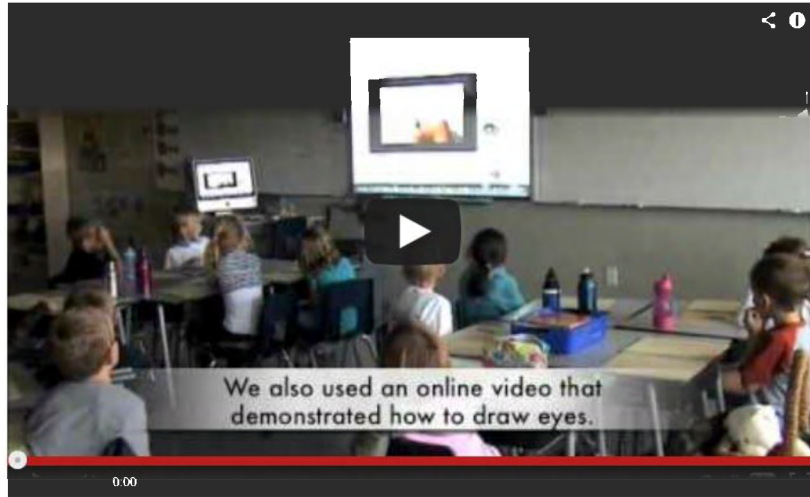 We also used an online video that
demonstrated how to draw eyes.
0:00